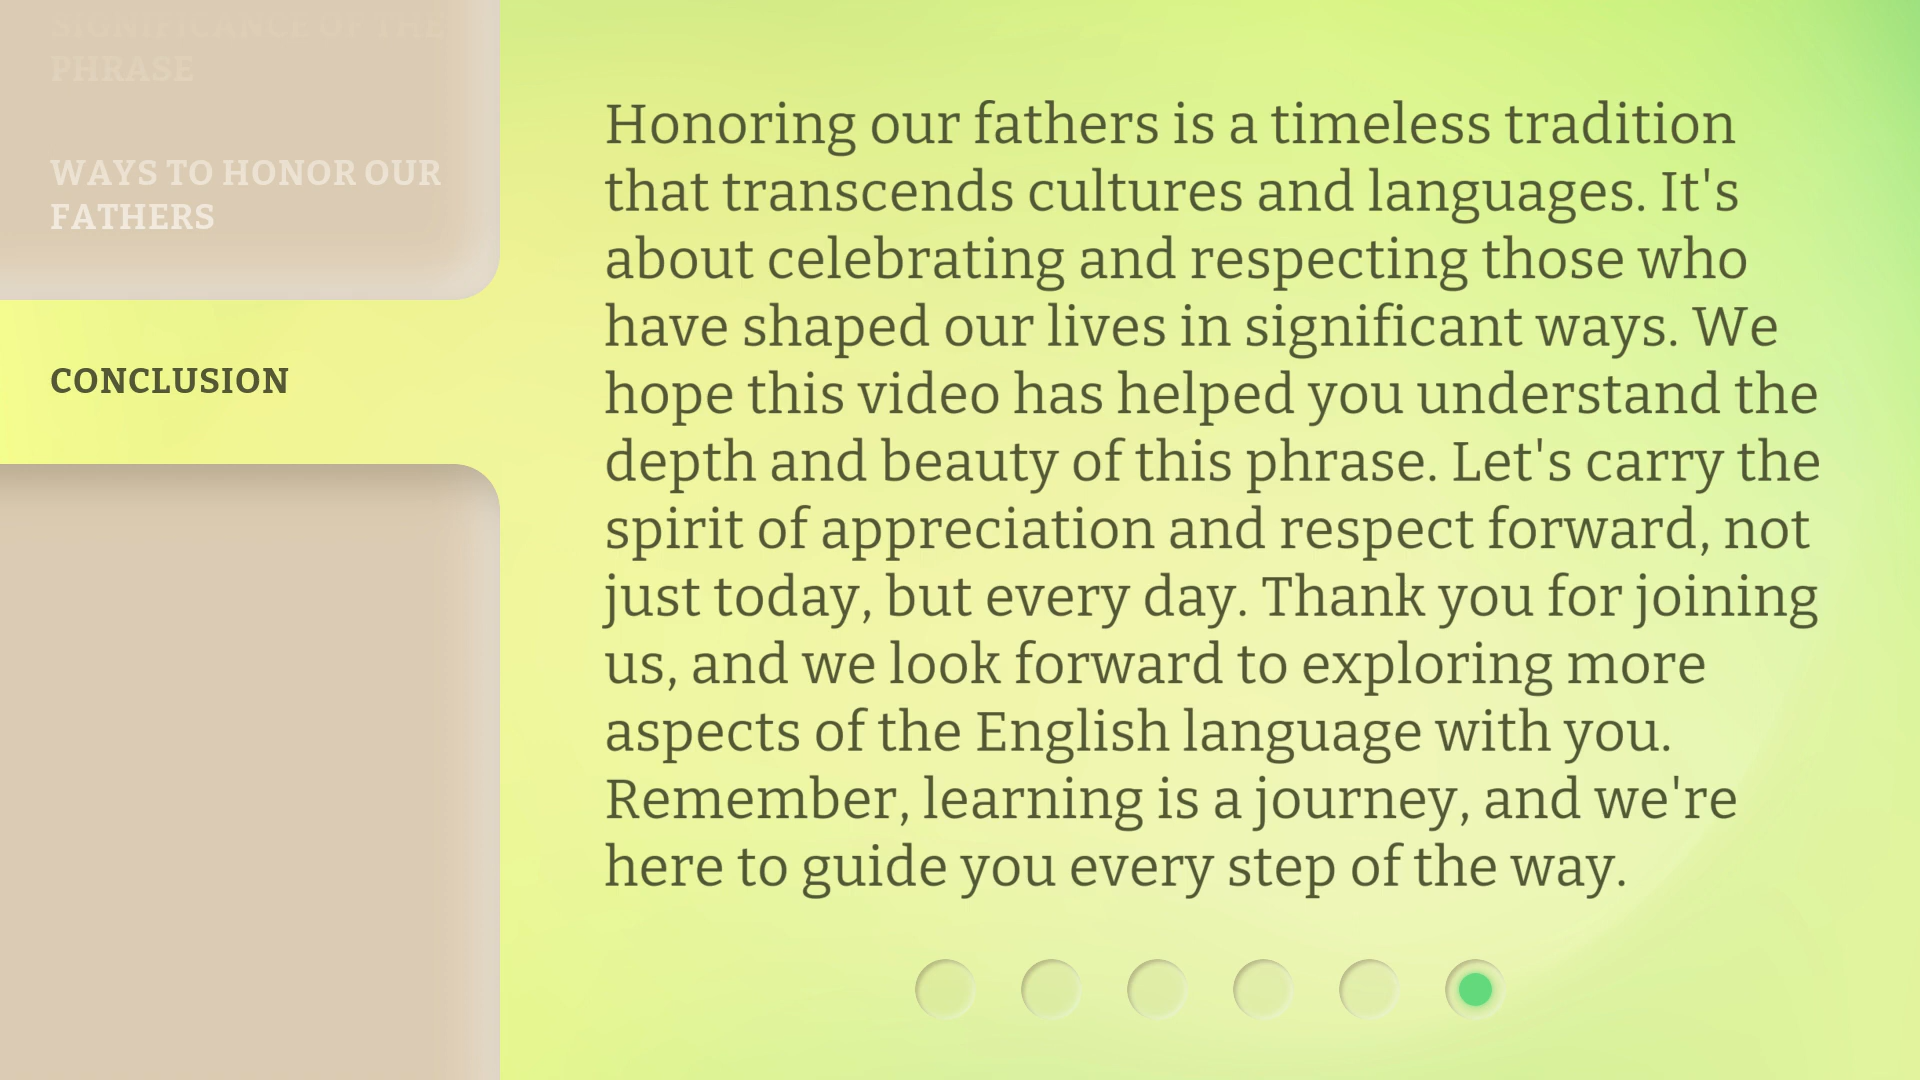 SIGNIFICANCE OF THE
PHRASE
WAYS TO HONOR OUR
FATHERS
CONCLUSION
Honoring our fathers is a timeless tradition
that transcends cultures and languages. It's
about celebrating and respecting those who
have shaped our lives in significant ways. We
hope this video has helped you understand the
depth and beauty of this phrase. Let's carry the
spirit of appreciation and respect forward, not
just today, but every day. Thank you for joining
us, and we look forward to exploring more
aspects of the English language with you.
Remember, learning is a journey, and we're
here to guide you every step of the way.